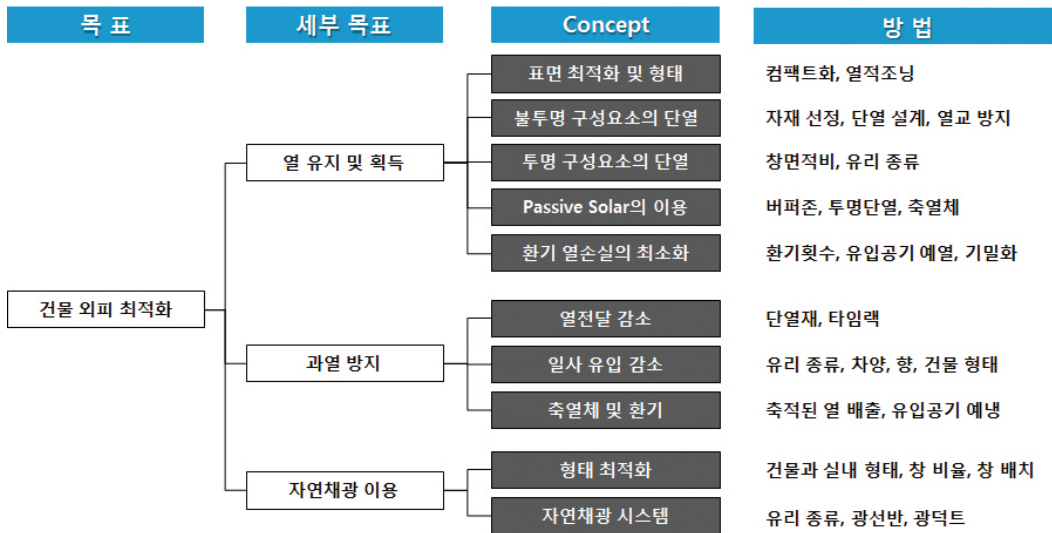 목 표
세부 목표
Concept
방 법
표면 최적화 및 형태
컴팩트화, 열적조닝
불투명 구성요소의 단열
자재 선정, 단열 설계, 열교 방지
열 유지 및 획득
투명 구성요소의 단열
창면적비, 유리 종류
Passive Solar의 이용
버퍼존, 투명단열, 축열체
환기 열손실의 최소화
환기횟수, 유입공기 예열, 기밀화
건물 외피 최적화
열전달 감소
단열재, 타임랙
과열 방지
일사 유입 감소
유리 종류, 차양, 향, 건물 형태
축열체 및 환기
축적된 열 배출, 유입공기 예냉
형태 최적화
건물과 실내 형태, 창 비율, 창 배치
자연채광 이용
자연채광 시스템
유리 종류, 광선반, 광덕트